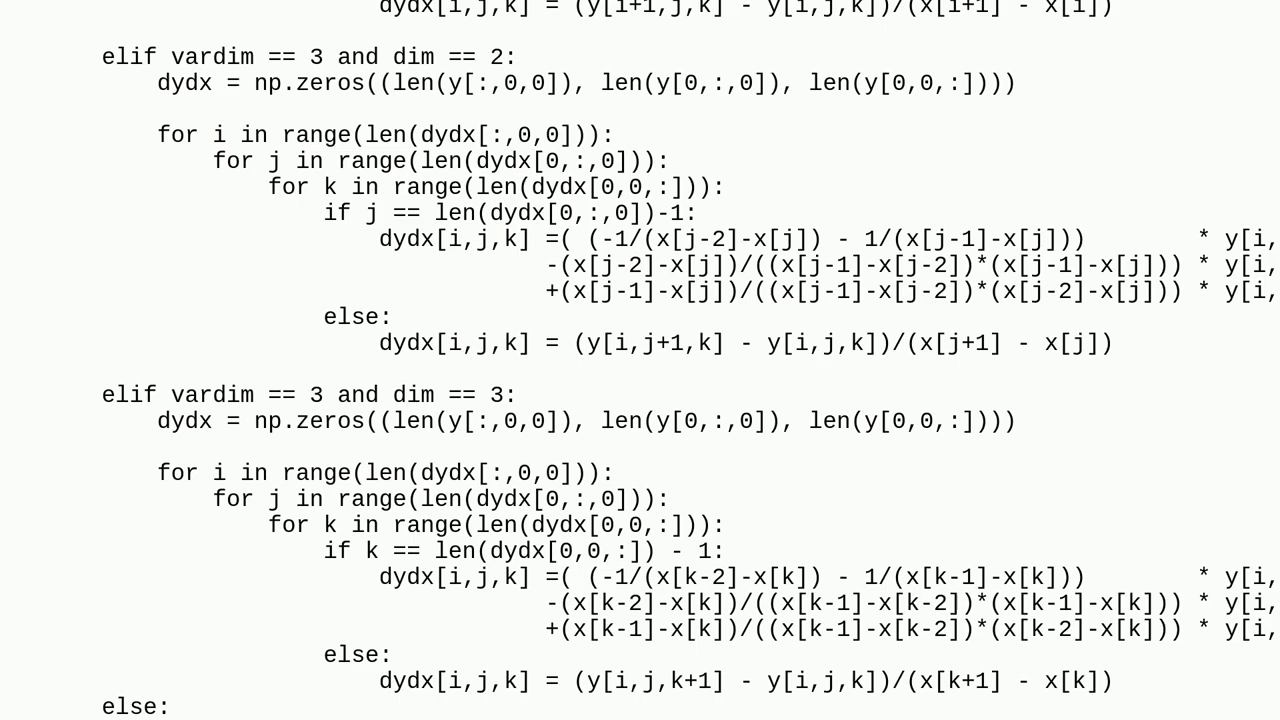 dydx[i,j,k] = (y[i+1,j,k] - y[i,j,k])/(x[i+1] - x[i])
elif vardim == 3 and dim == 2:
dydx = np.zeros((len(y[:,0,0]), len(y[0,:,0]), len(y[0,0,:])))
for i in range(len(dydx[:,0,0])):
for j in range(len(dydx[0,:,0])):
for k in range(len(dydx[0,0,:])):
if j == len(dydx[0,:,0])-1:
dydx[i,j,k] =( (-1/(x[j-2]-x[j]) - 1/(x[j-1]-x[j])) * y[i,
-(x[j-2]-x[j])/((x[j-1]-x[j-2])*(x[j-1]-x[j])) * y[i,
+(x[j-1]-x[j])/((x[j-1]-x[j-2])*(x[j-2]-x[j])) * y[i,
else:
dydx[i,j,k] = (y[i,j+1,k] - y[i,j,k])/(x[j+1] - x[j])
elif vardim == 3 and dim == 3:
dydx = np.zeros((len(y[:,0,0]), len(y[0,:,0]), len(y[0,0,:])))
for i in range(len(dydx[:,0,0])):
for j in range(len(dydx[0,:,0])):
for k in range(len(dydx[0,0,:])):
if k == len(dydx[0,0,:]) - 1:
dydx[i,j,k] =( (-1/(x[k-2]-x[k]) - 1/(x[k-1]-x[k])) * y[i,
-(x[k-2]-x[k])/((x[k-1]-x[k-2])*(x[k-1]-x[k])) * y[i,
+(x[k-1]-x[k])/((x[k-1]-x[k-2])*(x[k-2]-x[k])) * y[i,
else:
dydx[i,j,k] = (y[i,j,k+1] - y[i,j,k])/(x[k+1] - x[k])
else: